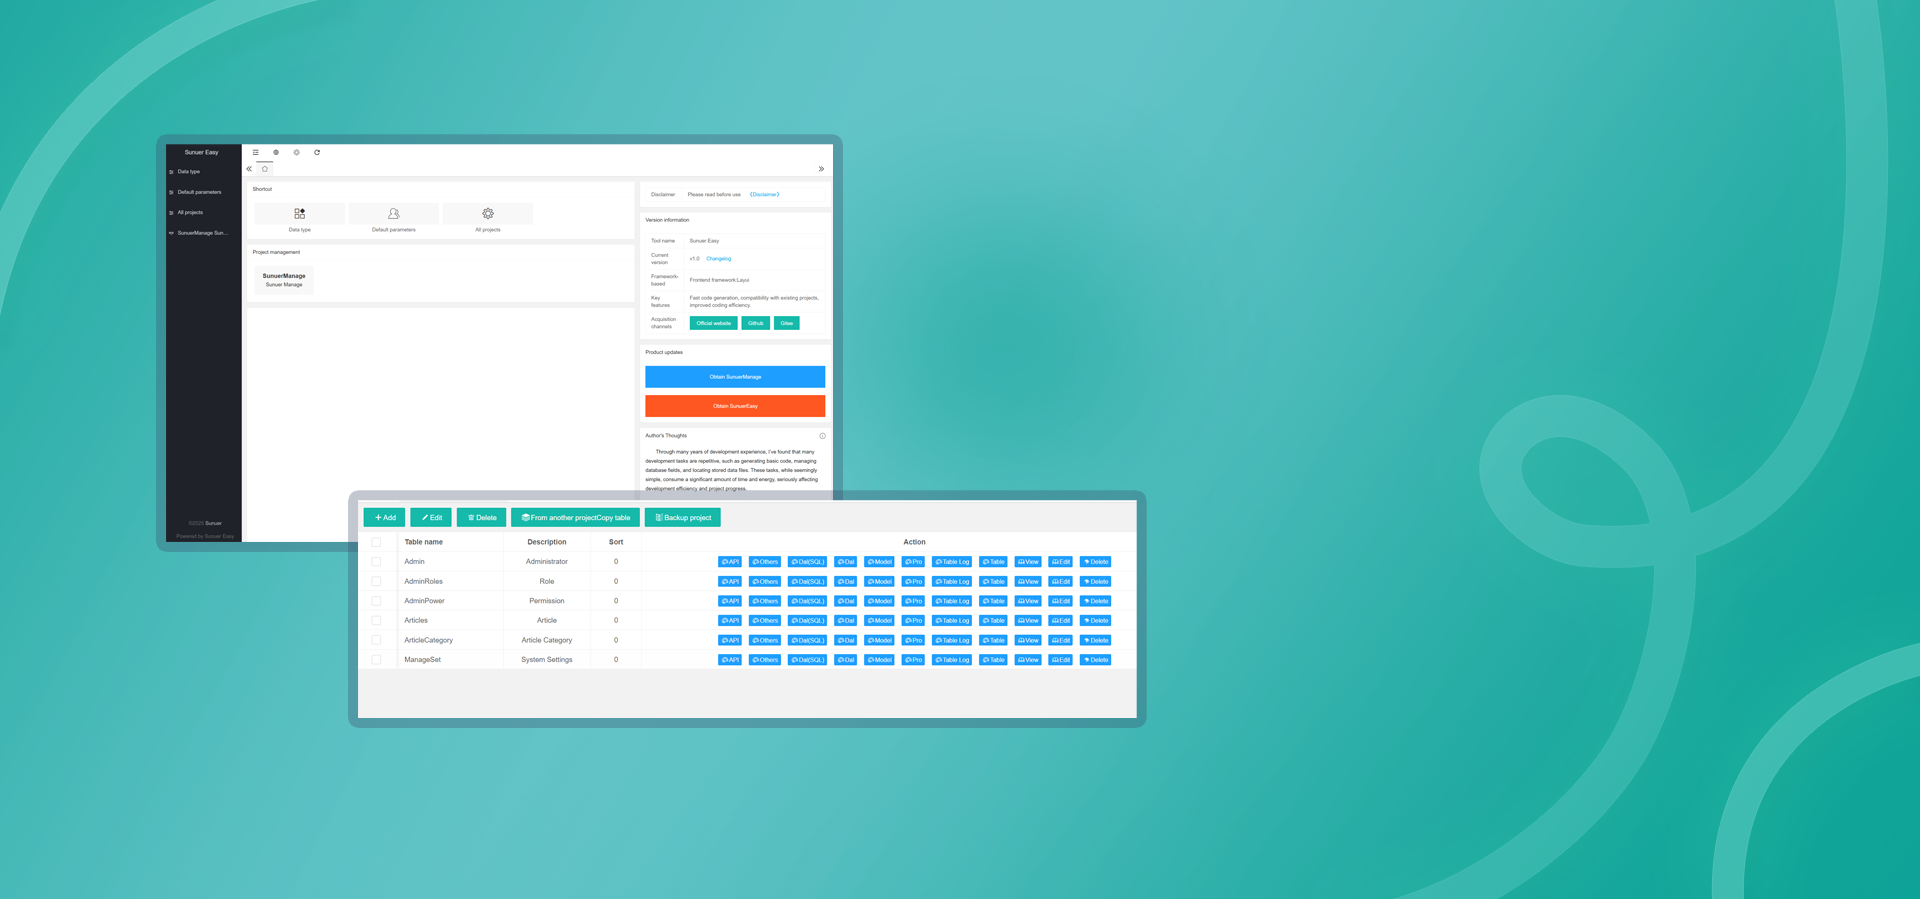 Sunuer Easy
Data type
Default parameters
All projects
SunuerManage Sun...
©2025 Sunuer
Powered by Sunuer Easy
Shortcut
Data type
Default parameters
All projects
Project management
SunuerManage
Sunuer Manage
Disclaimer Please read before use 《Disclaimer》
Version information
Tool name Sunuer Easy
Current version v1.0 Changelog
Framework-based Frontend framework:Layui
Key features Fast code generation, compatibility with existing projects,
improved coding efficiency.
Acquisition channels Official website Github Gitee
Product updates
Obtain SunuerManage
Obtain SunuerEasy
Author's Thoughts
Through many years of development experience, I've found that many
development tasks are repetitive, such as generating basic code, managing
database fields, and locating stored data files. These tasks, while seemingly
simple, consume a significant amount of time and energy, seriously affecting
development efficiency and project progress.
Add Edit Delete From another projectCopy table Backup project
Table name Description Sort Action
Admin Administrator 0 API Others Dal(SQL) Dal Model Pro Table Log Table View Edit Delete
AdminRoles Role 0 API Others Dal(SQL) Dal Model Pro Table Log Table View Edit Delete
AdminPower Permission 0 API Others Dal(SQL) Dal Model Pro Table Log Table View Edit Delete
Articles Article 0 API Others Dal(SQL) Dal Model Pro Table Log Table View Edit Delete
ArticleCategory Article Category 0 API Others Dal(SQL) Dal Model Pro Table Log Table View Edit Delete
ManageSet System Settings 0 API Others Dal(SQL) Dal Model Pro Table Log Table View Edit Delete